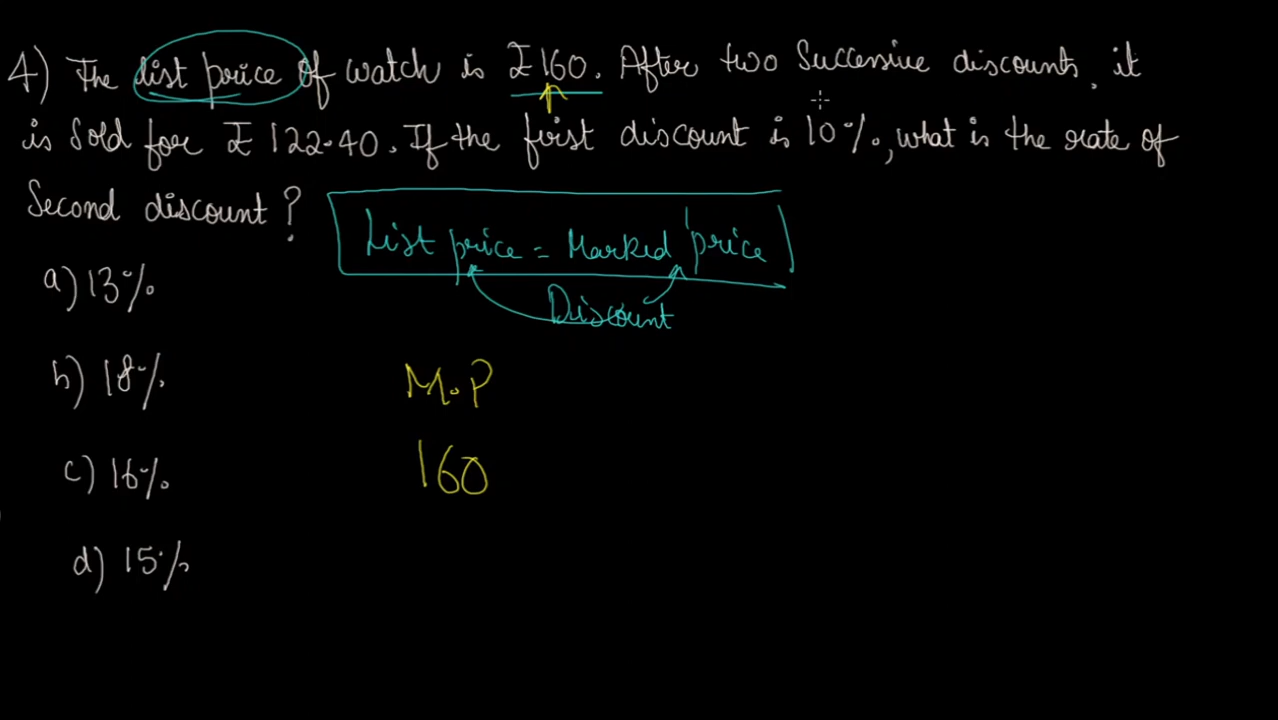 4) The list price of watch is ₹160. After two Successive discounts, it
is sold for ₹ 122.40. If the first discount is 10%, what is the rate of
Second discount?
List price = Marked price
a) 13%
Discount
b) 18%
M.P
c) 16%
160
d) 15%